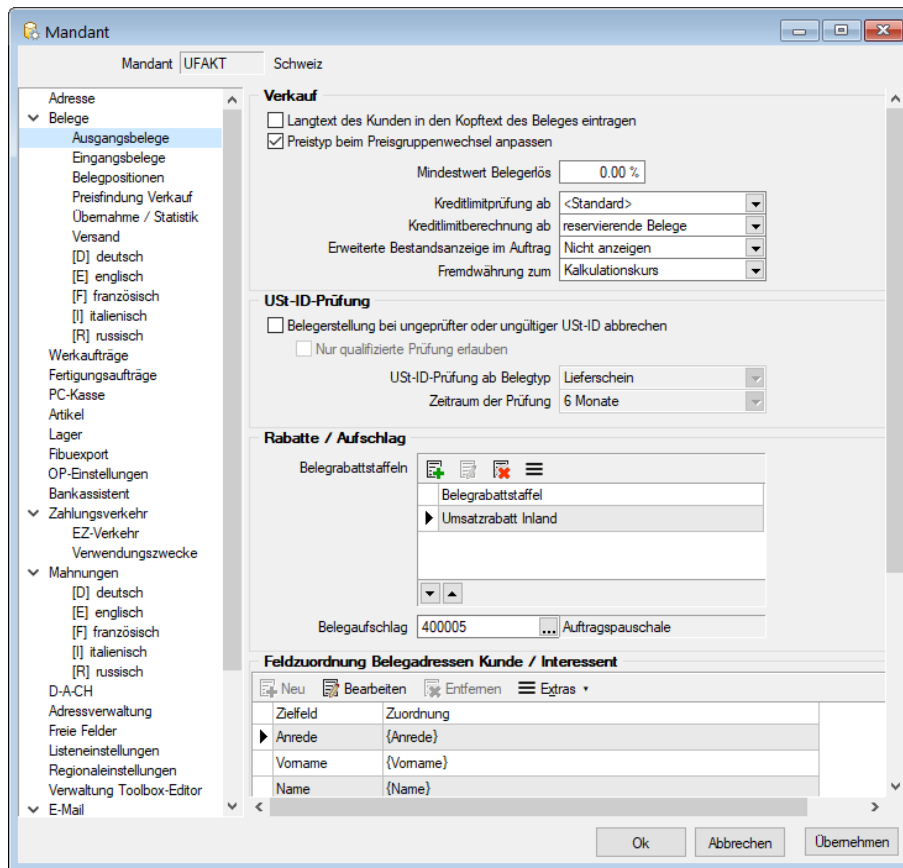 Mandant
Mandant UFAKT Schweiz
Adresse
Belege
Ausgangsbelege
Eingangsbelege
Belegpositionen
Preisfindung Verkauf
Übernahme / Statistik
Versand
[D] deutsch
[E] englisch
[F] französisch
[I] italienisch
[R] russisch
Werkaufträge
Fertigungsaufträge
PC-Kasse
Artikel
Lager
Fibuexport
OP-Einstellungen
Bankassistent
Zahlungsverkehr
EZ-Verkehr
Verwendungszwecke
Mahnungen
[D] deutsch
[E] englisch
[F] französisch
[I] italienisch
[R] russisch
D-A-CH
Adressverwaltung
Freie Felder
Listeneinstellungen
Regionaleinstellungen
Verwaltung Toolbox-Editor
E-Mail
Verkauf
Langtext des Kunden in den Kopftext des Beleges eintragen
Preistyp beim Preisgruppenwechsel anpassen
Mindestwert Belegerlös 0.00 %
Kreditlimitprüfung ab <Standard>
Kreditlimitberechnung ab reservierende Belege
Erweiterte Bestandsanzeige im Auftrag Nicht anzeigen
Fremdwährung zum Kalkulationskurs
USt-ID-Prüfung
Belegerstellung bei ungeprüfter oder ungültiger USt-ID abbrechen
Nur qualifizierte Prüfung erlauben
USt-ID-Prüfung ab Belegtyp Lieferschein
Zeitraum der Prüfung 6 Monate
Rabatte / Aufschlag
Belegrabattstaffeln
Belegrabattstaffel
Umsatzrabatt Inland
Belegaufschlag 400005 ... Auftragspauschale
Feldzuordnung Belegadressen Kunde / Interessent
Neu Bearbeiten Entfernen Extras
Zielfeld Zuordnung
Anrede {Anrede}
Vorname {Vorname}
Name {Name}
Ok Abbrechen Übernehmen